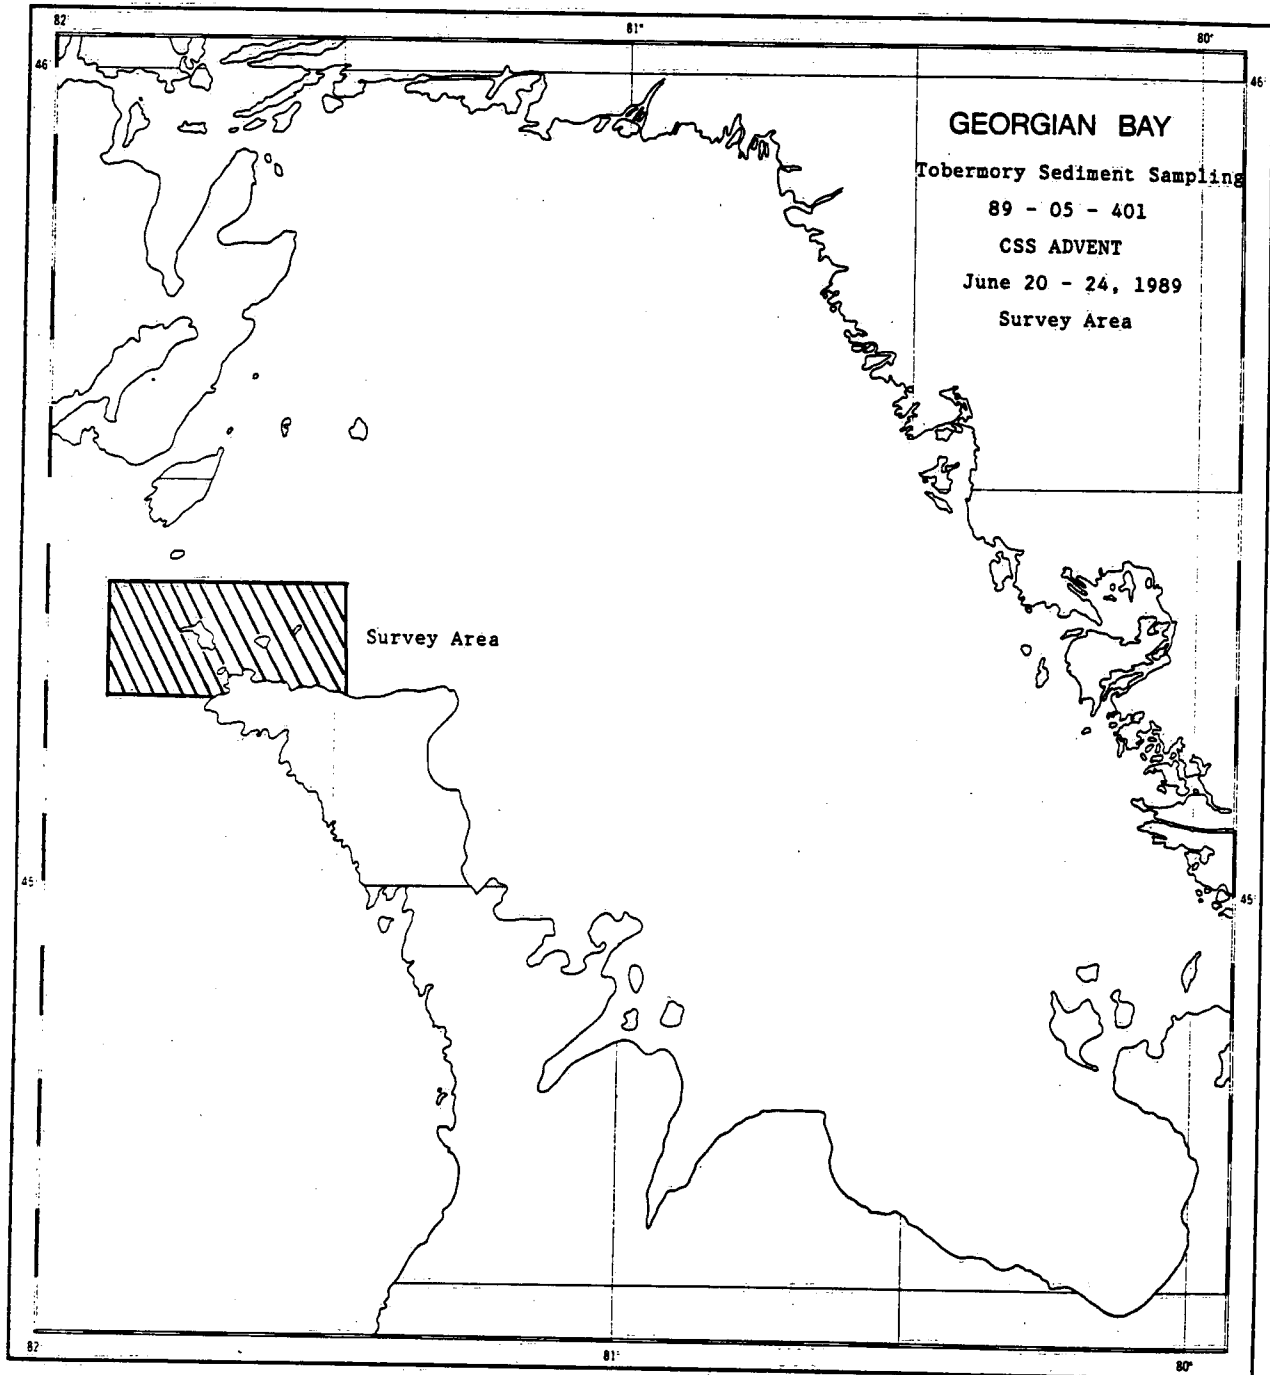 82°
81°
80°
46°
46°
GEORGIAN BAY
Tobermory Sediment Sampling
89 - 05 - 401
CSS ADVENT
June 20 - 24, 1989
Survey Area
Survey Area
45°
45°
82
81°
80°